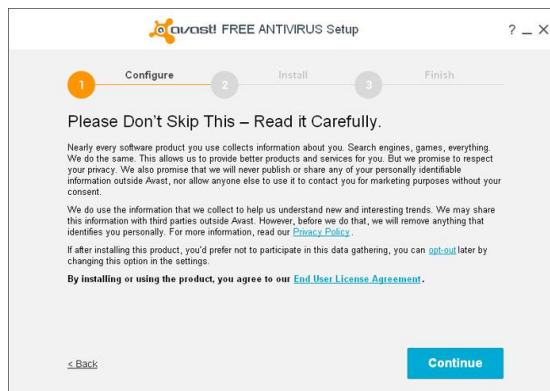 avast! FREE ANTIVIRUS Setup ? _ X
1 Configure 2 Install 3 Finish
Please Don't Skip This – Read it Carefully.
Nearly every software product you use collects information about you. Search engines, games, everything.
We do the same. This allows us to provide better products and services for you. But we promise to respect
your privacy. We also promise that we will never publish or share any of your personally identifiable
information outside Avast, nor allow anyone else to use it to contact you for marketing purposes without your
consent.
We do use the information that we collect to help us understand new and interesting trends. We may share
this information with third parties outside Avast. However, before we do that, we will remove anything that
identifies you personally. For more information, read our Privacy Policy.
If after installing this product, you'd prefer not to participate in this data gathering, you can opt-out later by
changing this option in the settings.
By installing or using the product, you agree to our End User License Agreement.
< Back Continue